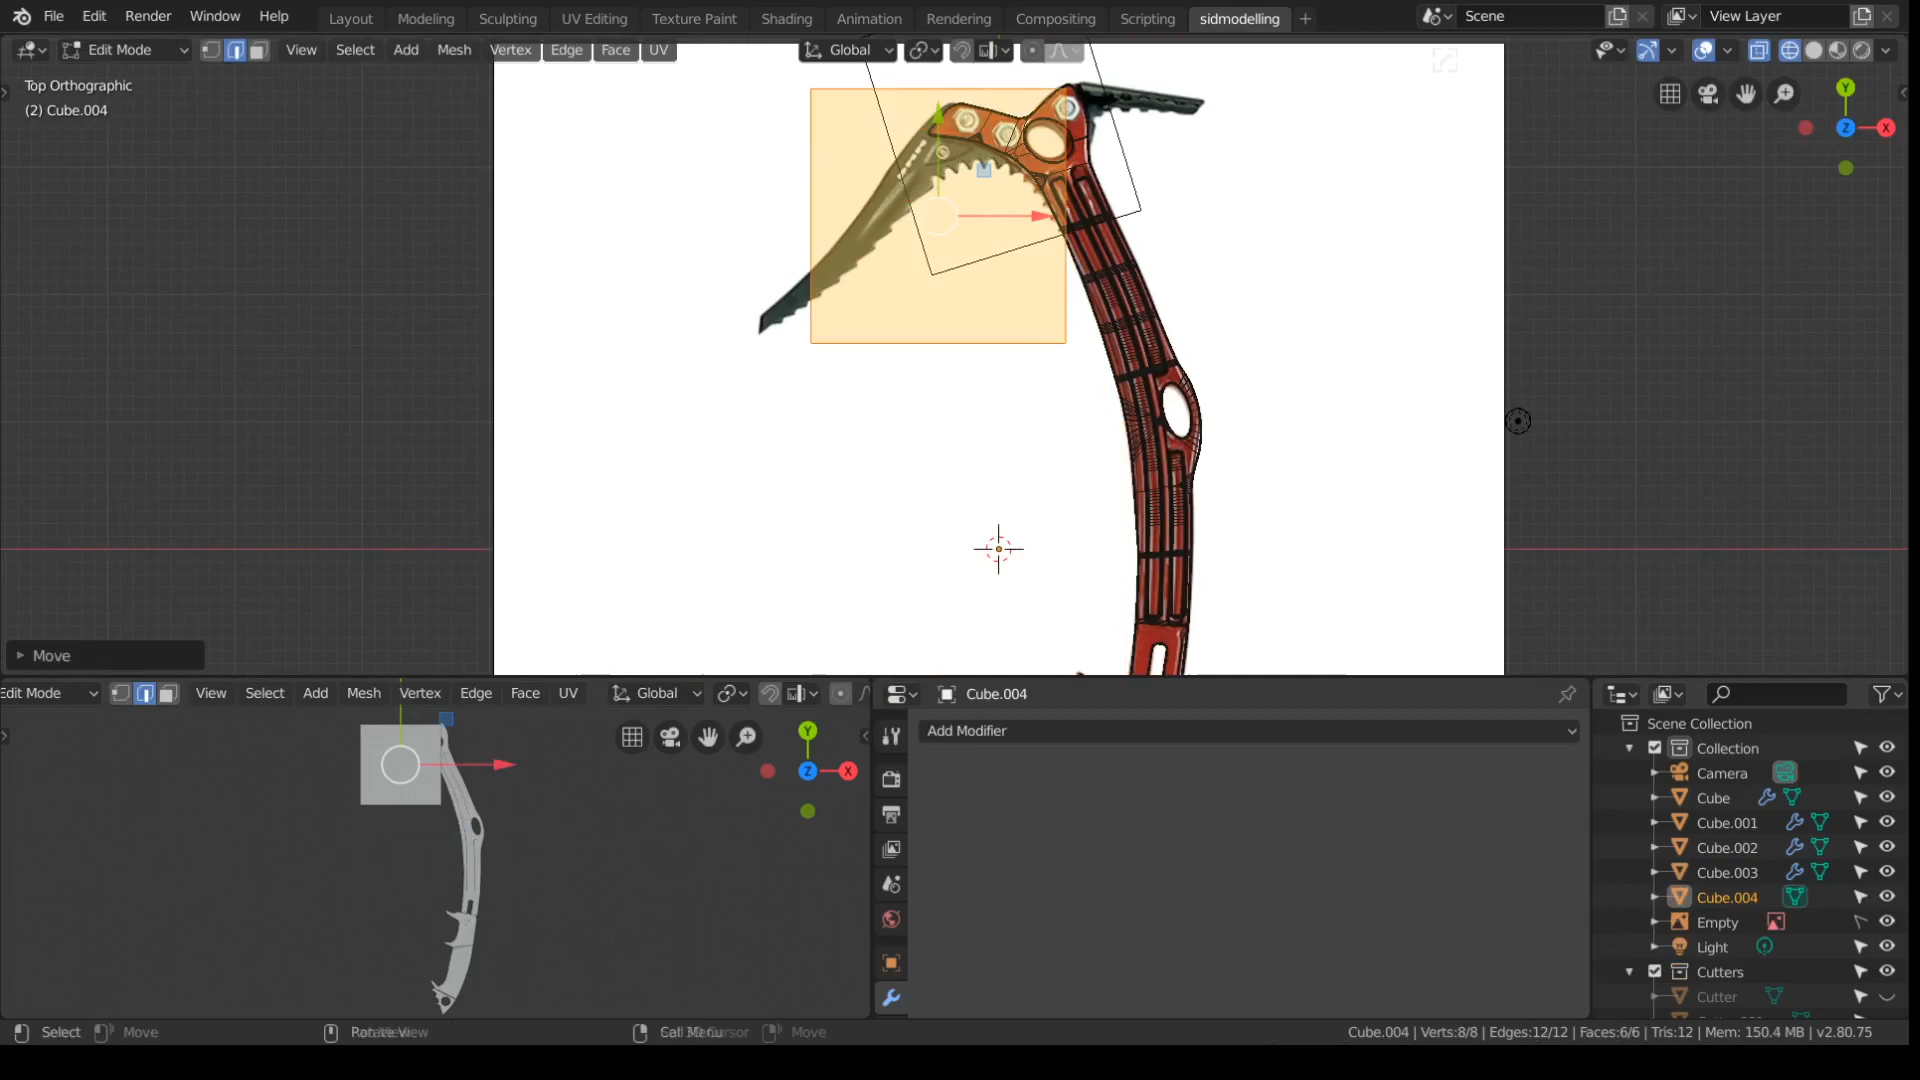 File Edit Render Window Help Layout Modeling Sculpting UV Editing Texture Paint Shading Animation Rendering Compositing Scripting sidmodelling + Scene View Layer
Edit Mode View Select Add Mesh Vertex Edge Face UV Global
Top Orthographic
(2) Cube.004
Y
Z
X
Move
Edit Mode View Select Add Mesh Vertex Edge Face UV Global
Y
Z
X
Cube.004
Add Modifier
Scene Collection
Collection
Camera
Cube
Cube.001
Cube.002
Cube.003
Cube.004
Empty
Light
Cutters
Cutter
Select Move Move
Cube.004 | Verts:8/8 | Edges:12/12 | Faces:6/6 | Tris:12 | Mem: 150.4 MB | v2.80.75